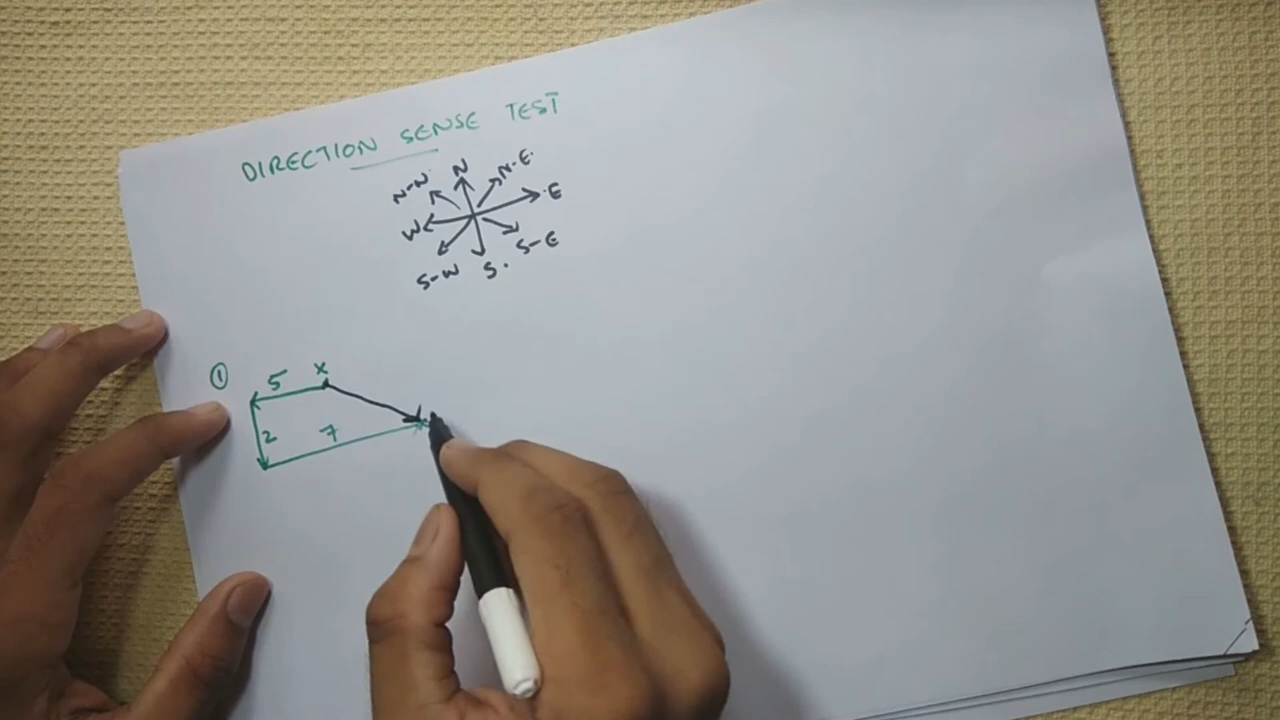 DIRECTION SENSE TEST
N
N-W
N-E.
E
W
S-E
S-W
S.
1
5
X
2
7